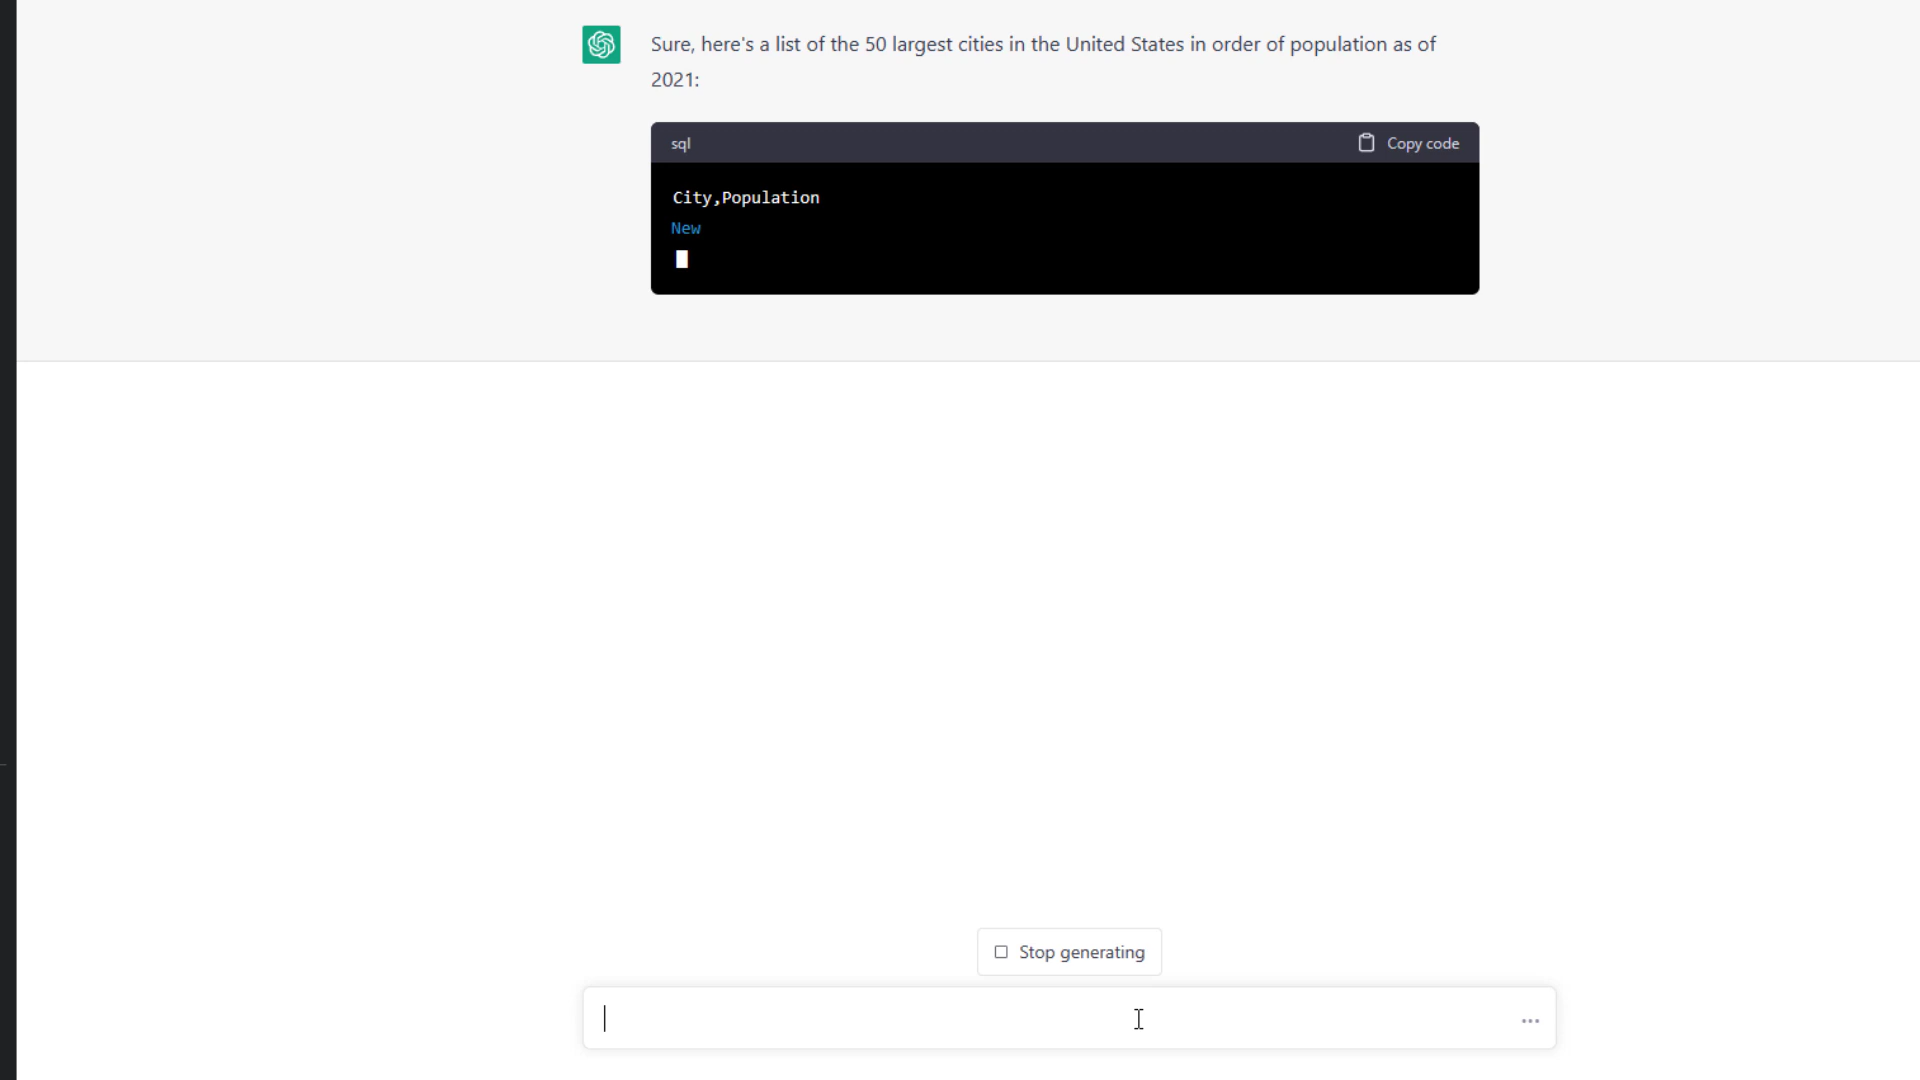 Sure, here's a list of the 50 largest cities in the United States in order of population as of
2021:
sql
Copy code
City,Population
New
Stop generating